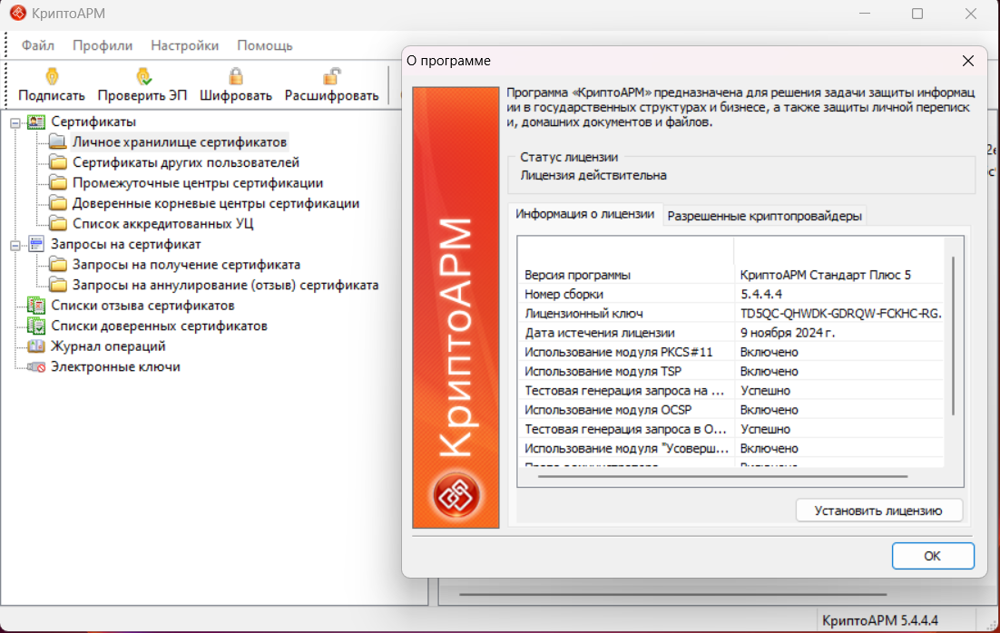 КриптоАРМ
Файл Профили Настройки Помощь
Подписать Проверить ЭП Шифровать Расшифровать
Сертификаты
Личное хранилище сертификатов
Сертификаты других пользователей
Промежуточные центры сертификации
Доверенные корневые центры сертификации
Список аккредитованных УЦ
Запросы на сертификат
Запросы на получение сертификата
Запросы на аннулирование (отзыв) сертификата
Списки отзыва сертификатов
Списки доверенных сертификатов
Журнал операций
Электронные ключи
О программе
КриптоАРМ
Программа «КриптоАРМ» предназначена для решения задачи защиты информац
ии в государственных структурах и бизнесе, а также защиты личной переписк
и, домашних документов и файлов.
Статус лицензии
Лицензия действительна
Информация о лицензии Разрешенные криптопровайдеры
Версия программы КриптоАРМ Стандарт Плюс 5
Номер сборки 5.4.4.4
Лицензионный ключ TD5QC-QHWDK-GDRQW-FCKHC-RG.
Дата истечения лицензии 9 ноября 2024 г.
Использование модуля PKCS#11 Включено
Использование модуля TSP Включено
Тестовая генерация запроса на ... Успешно
Использование модуля OCSP Включено
Тестовая генерация запроса в O... Успешно
Использование модуля "Усоверш... Включено
Установить лицензию
ОК
КриптоАРМ 5.4.4.4